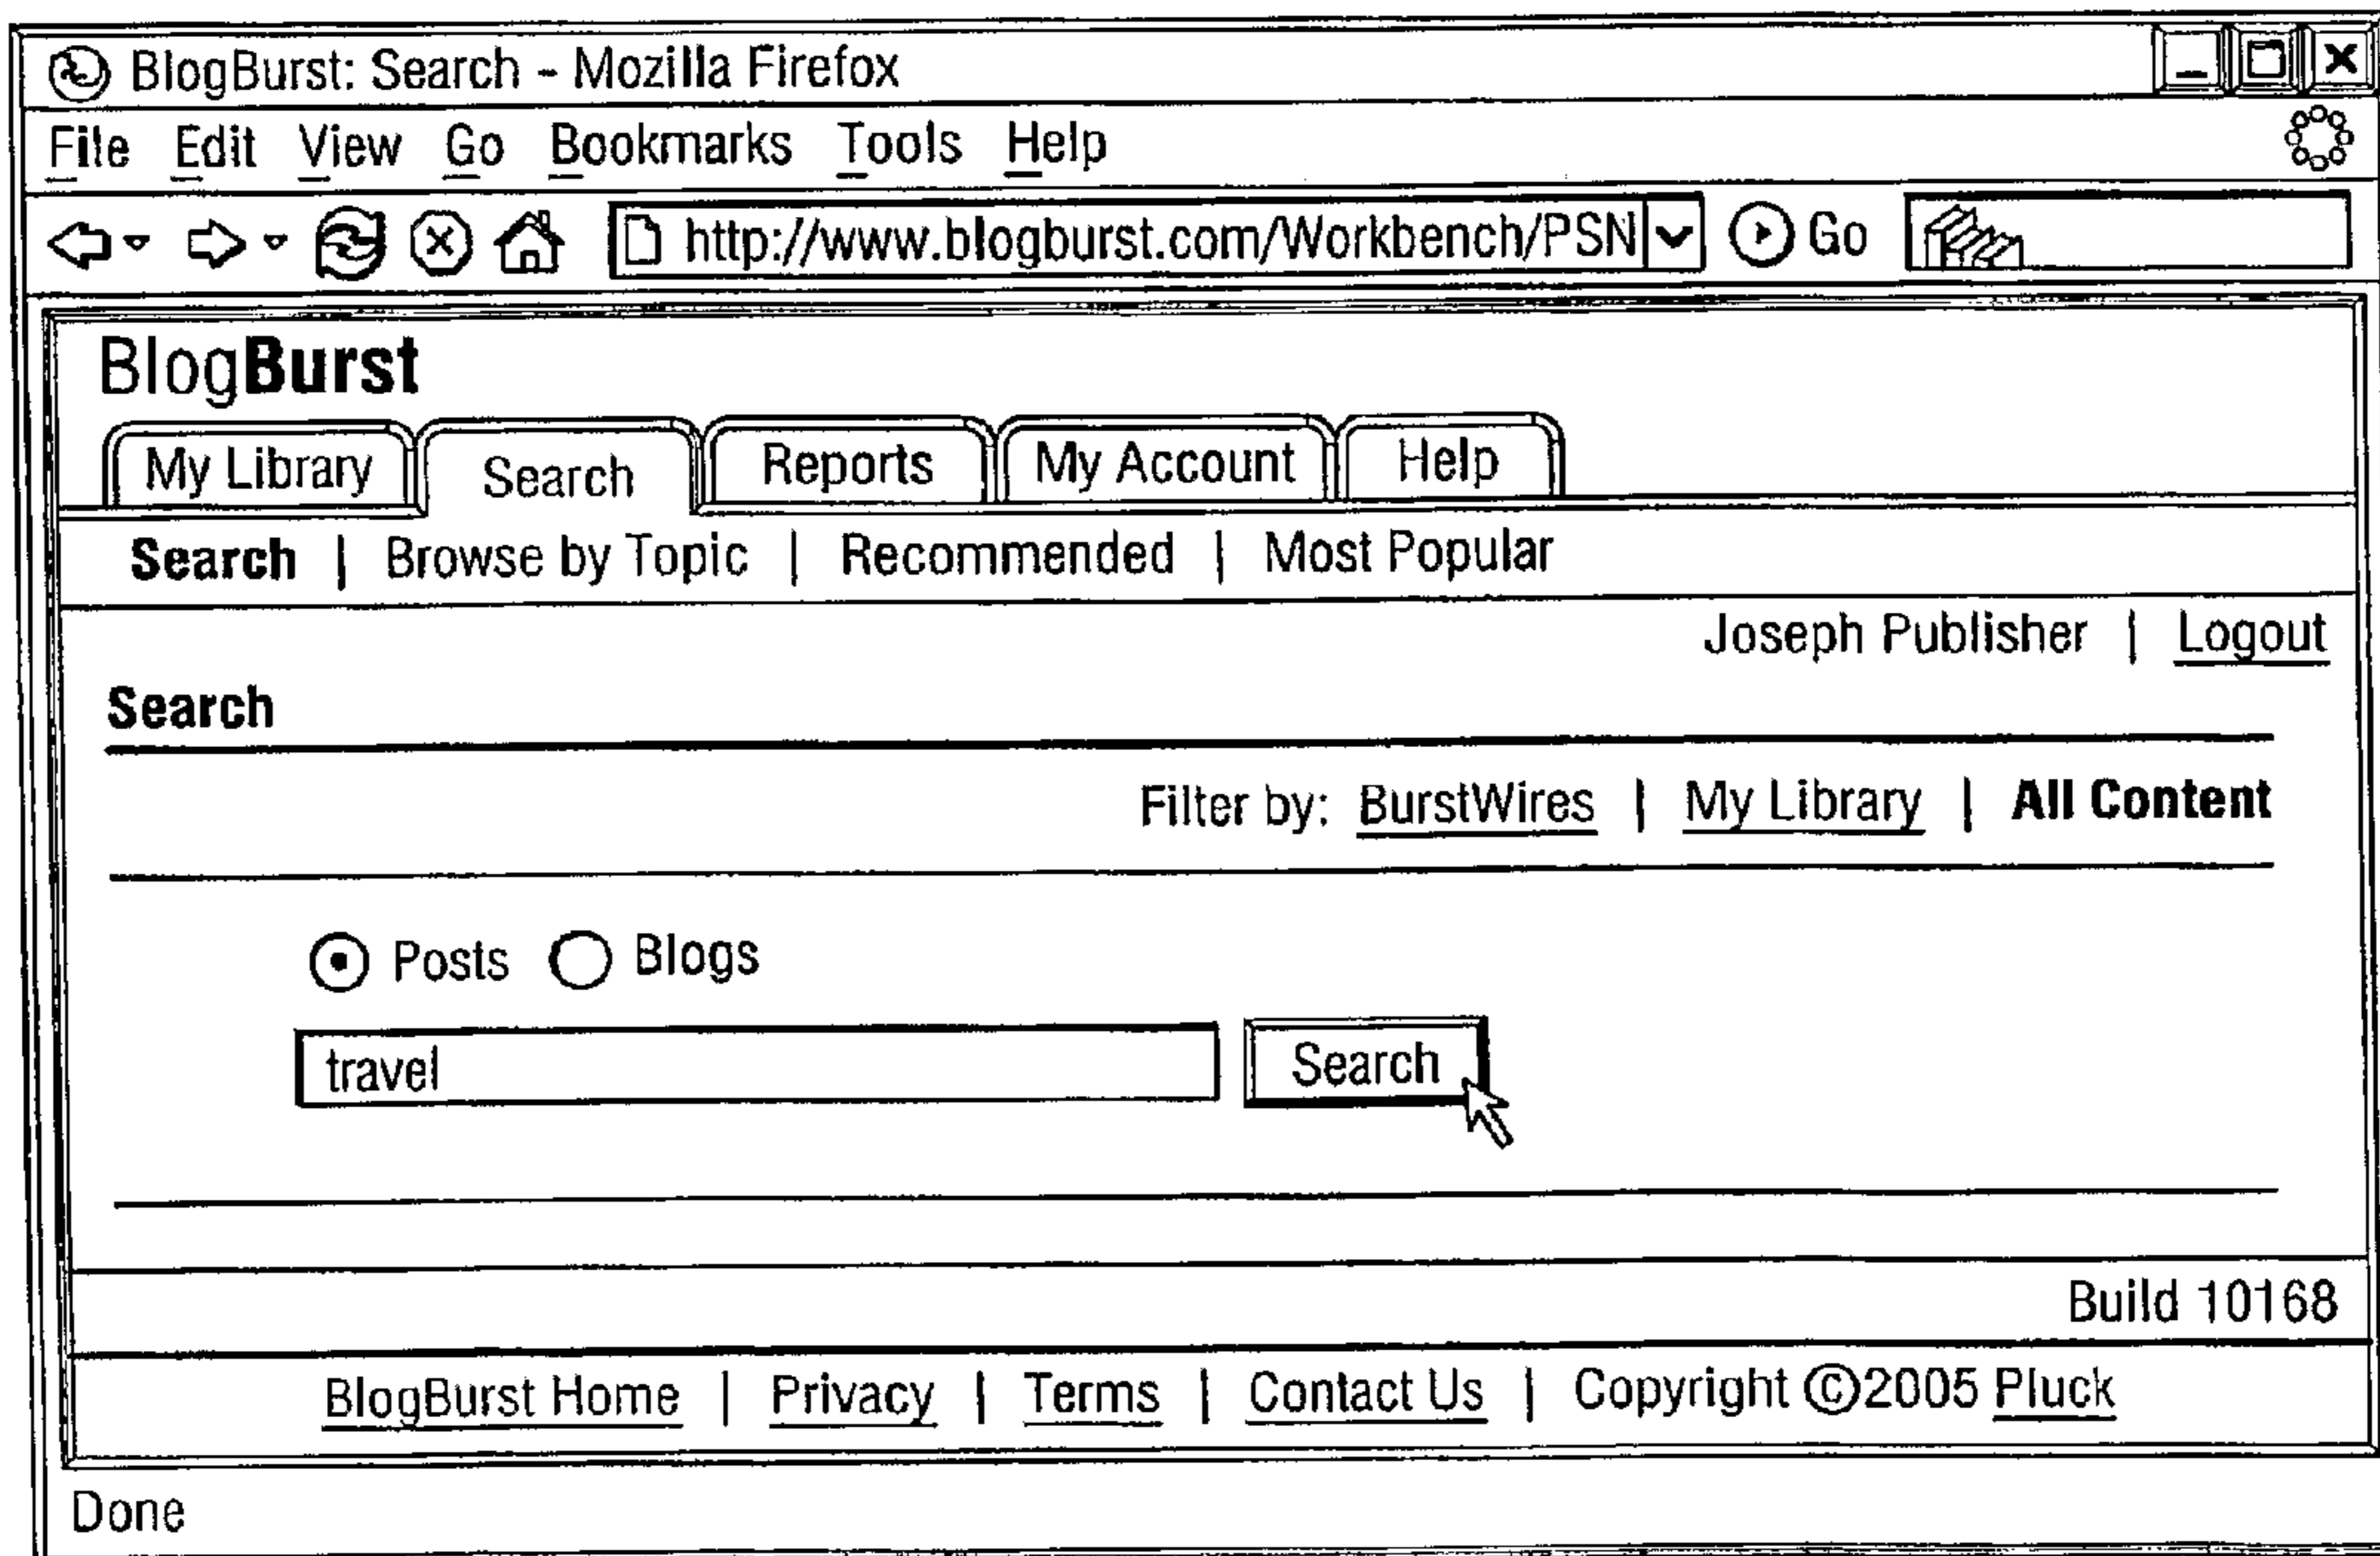 BlogBurst: Search - Mozilla Firefox
File Edit View Go Bookmarks Tools Help
http://www.blogburst.com/Workbench/PSN Go
BlogBurst
My Library Search Reports My Account Help
Search | Browse by Topic | Recommended | Most Popular
Joseph Publisher | Logout
Search
Filter by: BurstWires | My Library | All Content
Posts Blogs
travel Search
Build 10168
BlogBurst Home | Privacy | Terms | Contact Us | Copyright ©2005 Pluck
Done